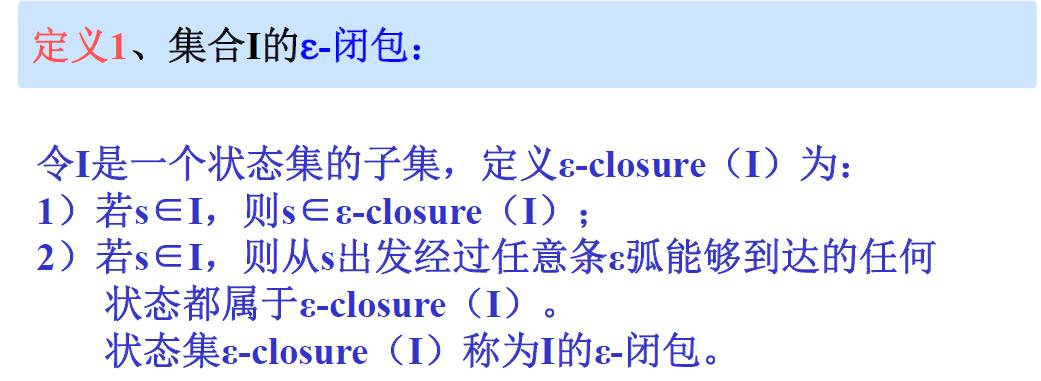 定义1、集合I的ε-闭包：
令I是一个状态集的子集，定义ε-closure（I）为：
1）若s∈I，则s∈ε-closure（I）；
2）若s∈I，则从s出发经过任意条ε弧能够到达的任何
状态都属于ε-closure（I）。
状态集ε-closure（I）称为I的ε-闭包。